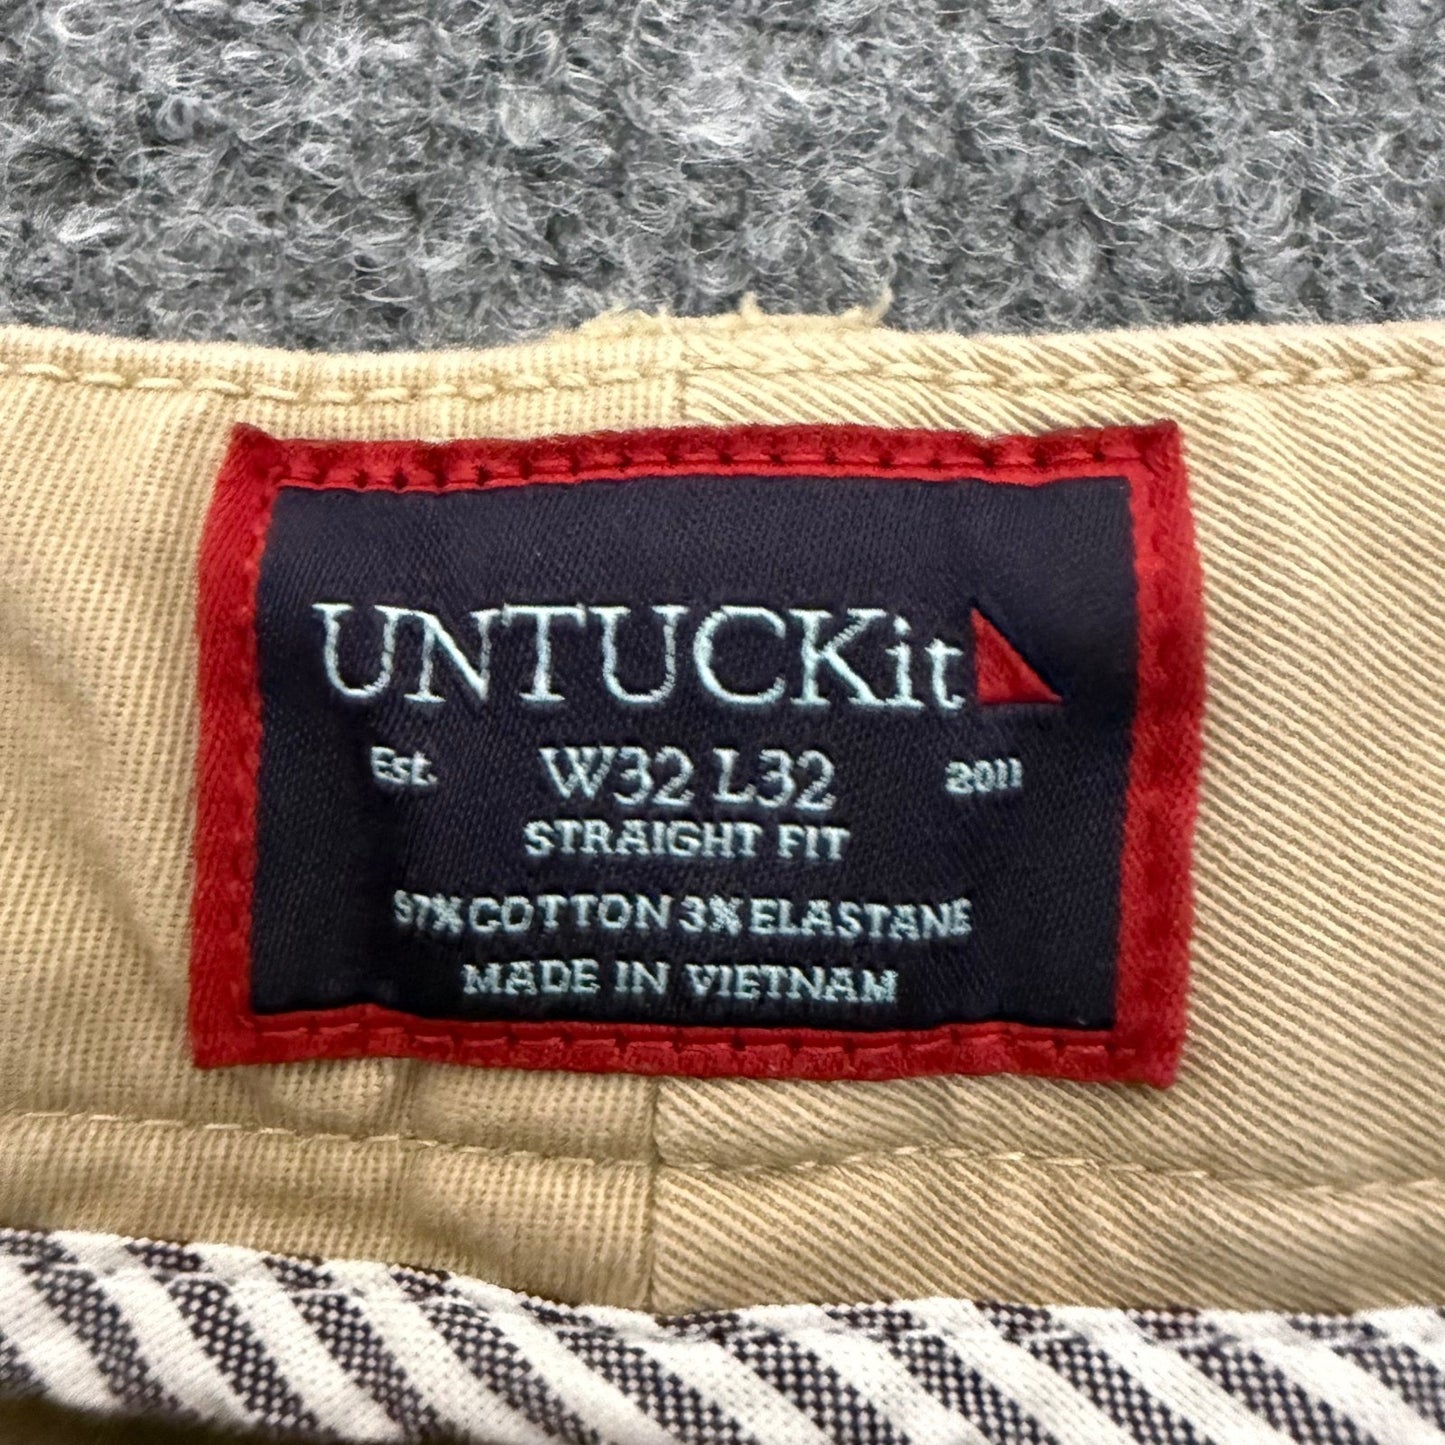 UNTUCKit
Est. W32 L32 2011
STRAIGHT FIT
97% COTTON 3% ELASTANE
MADE IN VIETNAM